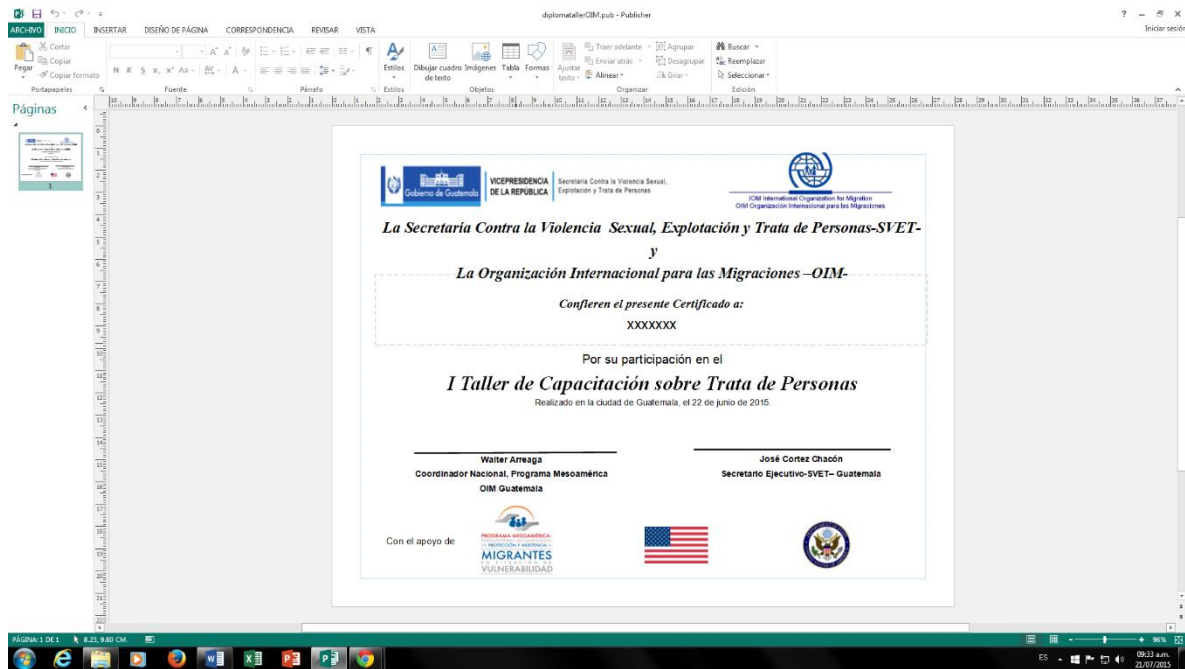 diplomatallerOIM.pub - Publisher
Iniciar sesión
ARCHIVO INICIO INSERTAR DISEÑO DE PÁGINA CORRESPONDENCIA REVISAR VISTA
Pegar
Cortar
Copiar
Copiar formato
Portapapeles
N K S x, x² Aa AV A
Fuente
Párrafo
Estilos
Estilos
Dibujar cuadro de texto
Imágenes
Tabla
Formas
Objetos
Ajustar texto
Traer adelante
Enviar atrás
Alinear
Agrupar
Desagrupar
Girar
Organizar
Buscar
Reemplazar
Seleccionar
Edición
Páginas
1
Gobierno de Guatemala
VICEPRESIDENCIA
DE LA REPÚBLICA
Secretaría Contra la Violencia Sexual,
Explotación y Trata de Personas
IOM International Organization for Migration
OIM Organización Internacional para las Migraciones
La Secretaría Contra la Violencia Sexual, Explotación y Trata de Personas-SVET-
y
La Organización Internacional para las Migraciones –OIM-
Confieren el presente Certificado a:
XXXXXXX
Por su participación en el
I Taller de Capacitación sobre Trata de Personas
Realizado en la ciudad de Guatemala, el 22 de junio de 2015.
Walter Arreaga
Coordinador Nacional, Programa Mesoamérica
OIM Guatemala
José Cortez Chacón
Secretario Ejecutivo-SVET– Guatemala
Con el apoyo de
PROGRAMA MESOAMÉRICA
MIGRANTES
EN SITUACIÓN DE
VULNERABILIDAD
PÁGINA: 1 DE 1
8.23, 9.80 CM.
96%
ES
09:33 a.m.
21/07/2015